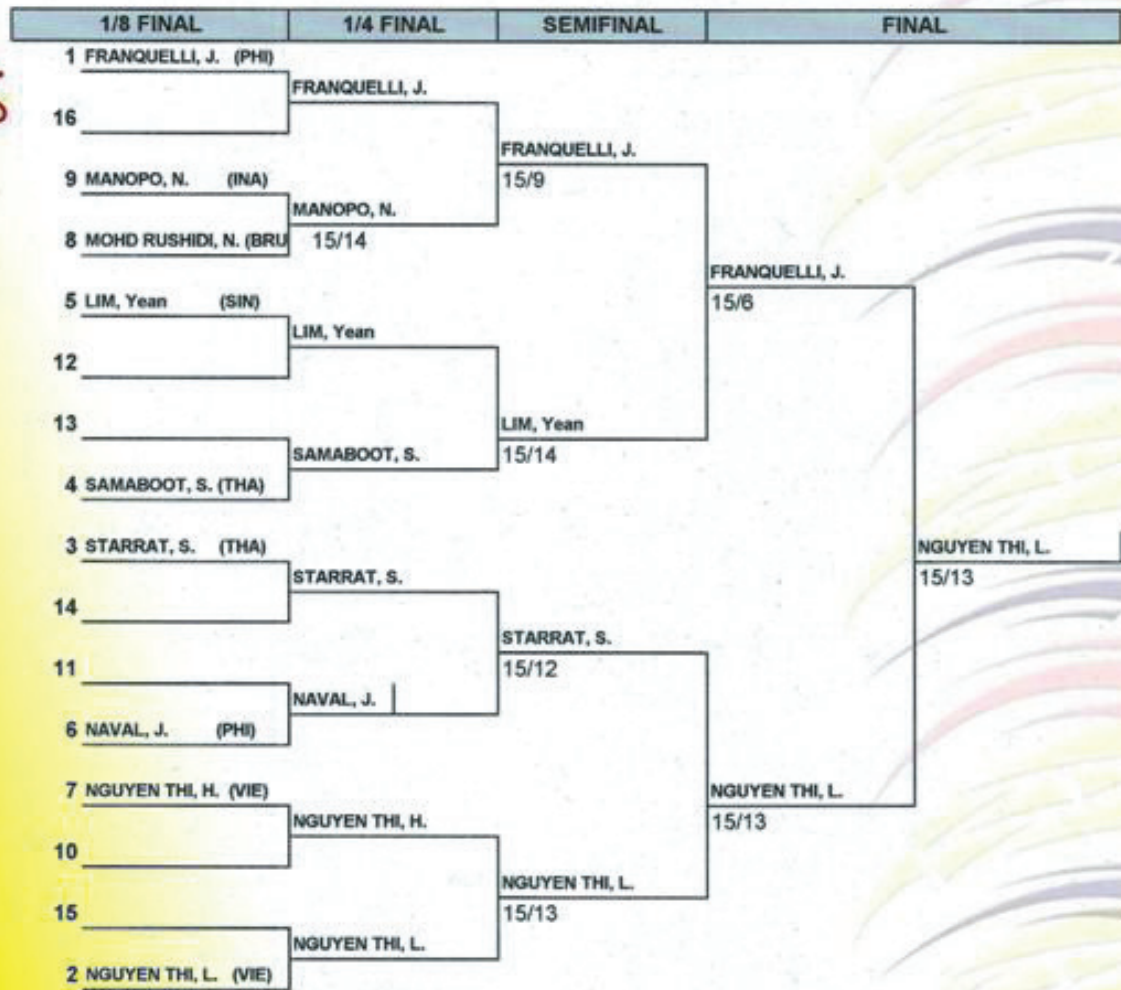 1/8 FINAL 1/4 FINAL SEMIFINAL FINAL
1 FRANQUELLI, J. (PHI)
FRANQUELLI, J.
16
FRANQUELLI, J.
15/9
9 MANOPO, N. (INA)
MANOPO, N.
15/14
8 MOHD RUSHIDI, N. (BRU
FRANQUELLI, J.
15/6
5 LIM, Yean (SIN)
LIM, Yean
12
LIM, Yean
15/14
13
SAMABOOT, S.
4 SAMABOOT, S. (THA)
NGUYEN THI, L.
15/13
3 STARRAT, S. (THA)
STARRAT, S.
14
STARRAT, S.
15/12
11
NAVAL, J.
6 NAVAL, J. (PHI)
NGUYEN THI, L.
15/13
7 NGUYEN THI, H. (VIE)
NGUYEN THI, H.
10
NGUYEN THI, L.
15/13
15
NGUYEN THI, L.
2 NGUYEN THI, L. (VIE)